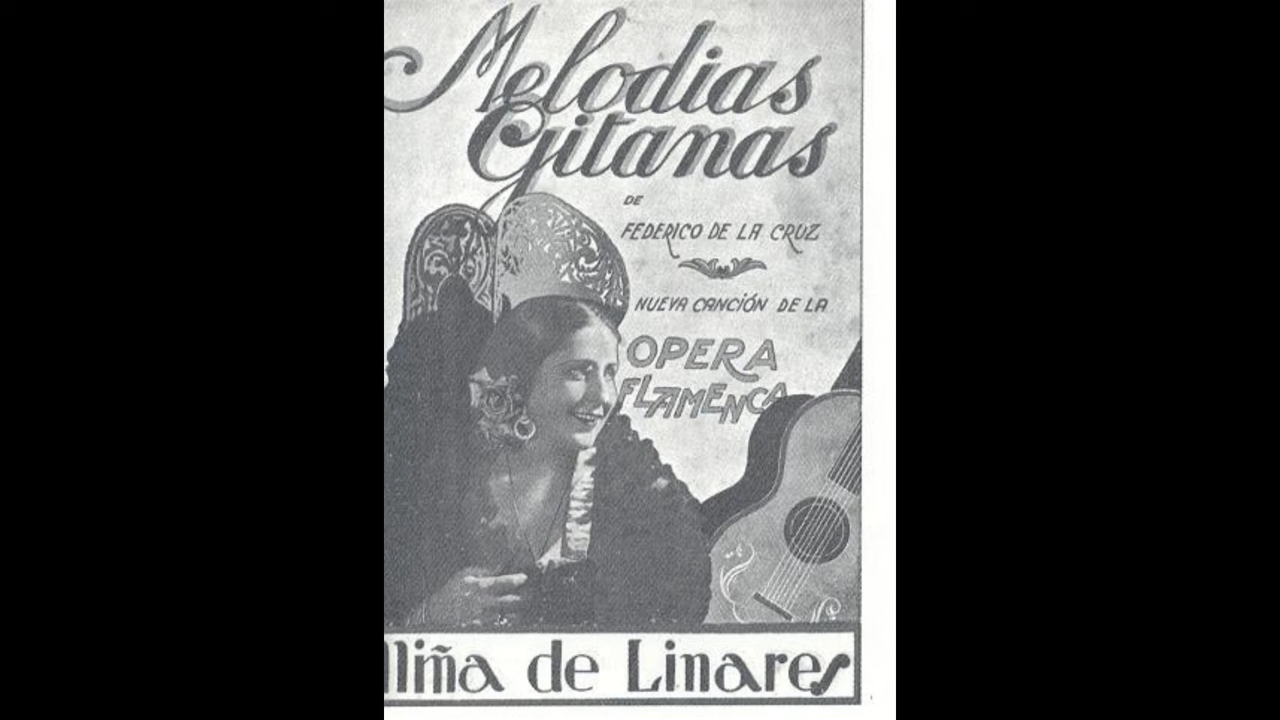 Melodias
Gitanas
DE
FEDERICO DE LA CRUZ
NUEVA CANCIÓN DE LA
OPERA
FLAMENCA
Niña de Linares